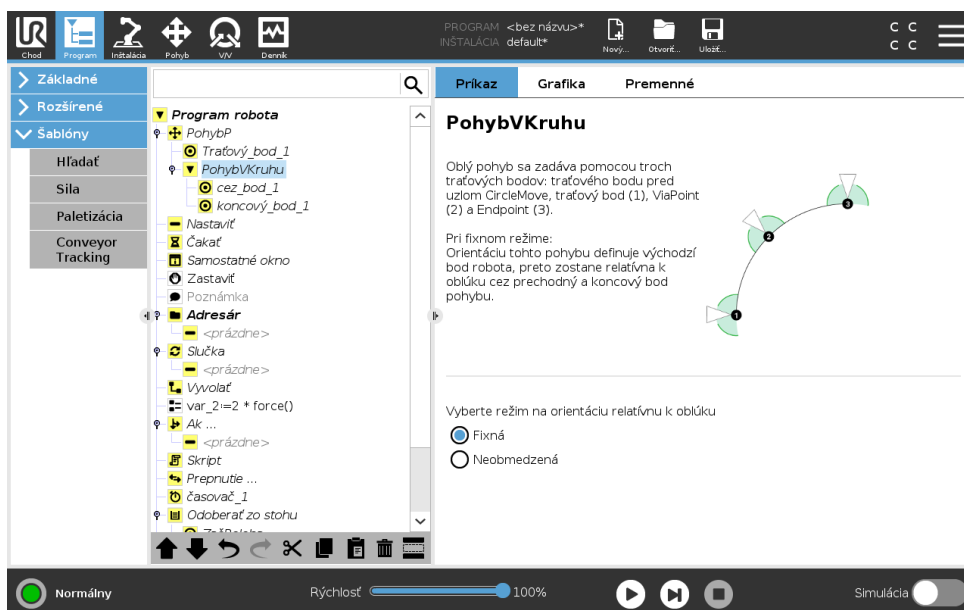 Chod
Program
Inštalácia
Pohyb
V/V
Denník
PROGRAM <bez názvu>*
INŠTALÁCIA default*
Nový...
Otvoriť...
Uložiť...
C C
C C
Základné
Rozšírené
Šablóny
Hľadať
Sila
Paletizácia
Conveyor
Tracking
Program robota
PohybP
Traťový_bod_1
PohybVKruhu
cez_bod_1
koncový_bod_1
Nastaviť
Čakať
Samostatné okno
Zastaviť
Poznámka
Adresár
<prázdne>
Slučka
<prázdne>
Vyvolať
var_2:=2 * force()
Ak ...
<prázdne>
Skript
Prepnutie ...
časovač_1
Odoberať zo stohu
Príkaz
Grafika
Premenné
PohybVKruhu
Oblý pohyb sa zadáva pomocou troch
traťových bodov: traťového bodu pred
uzlom CircleMove, traťový bod (1), ViaPoint
(2) a Endpoint (3).
Pri fixnom režime:
Orientáciu tohto pohybu definuje východzí
bod robota, preto zostane relatívna k
oblúku cez prechodný a koncový bod
pohybu.
1
2
3
Vyberte režim na orientáciu relatívnu k oblúku
Fixná
Neobmedzená
Normálny
Rýchlosť
100%
Simulácia